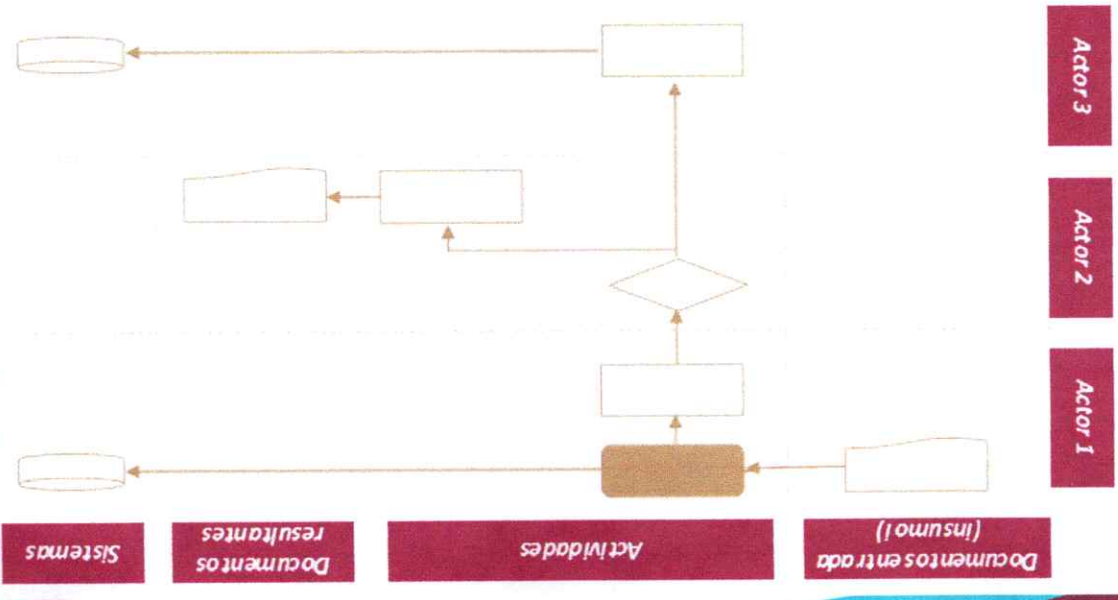 Documentos entrada
(insumo)
Actividades
Documentos
resultantes
Sistemas
Actor 1
Actor 2
Actor 3